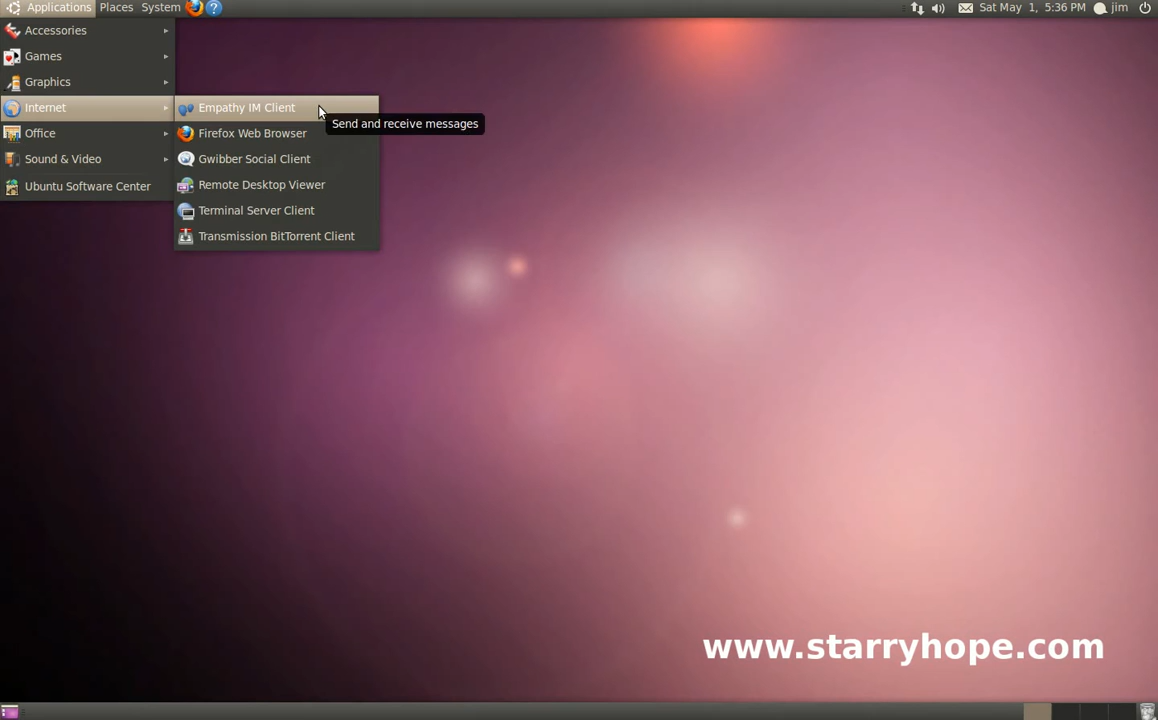 Applications Places System
Sat May 1, 5:36 PM jim
Accessories
Games
Graphics
Internet
Office
Sound & Video
Ubuntu Software Center
Empathy IM Client
Send and receive messages
Firefox Web Browser
Gwibber Social Client
Remote Desktop Viewer
Terminal Server Client
Transmission BitTorrent Client
www.starryhope.com